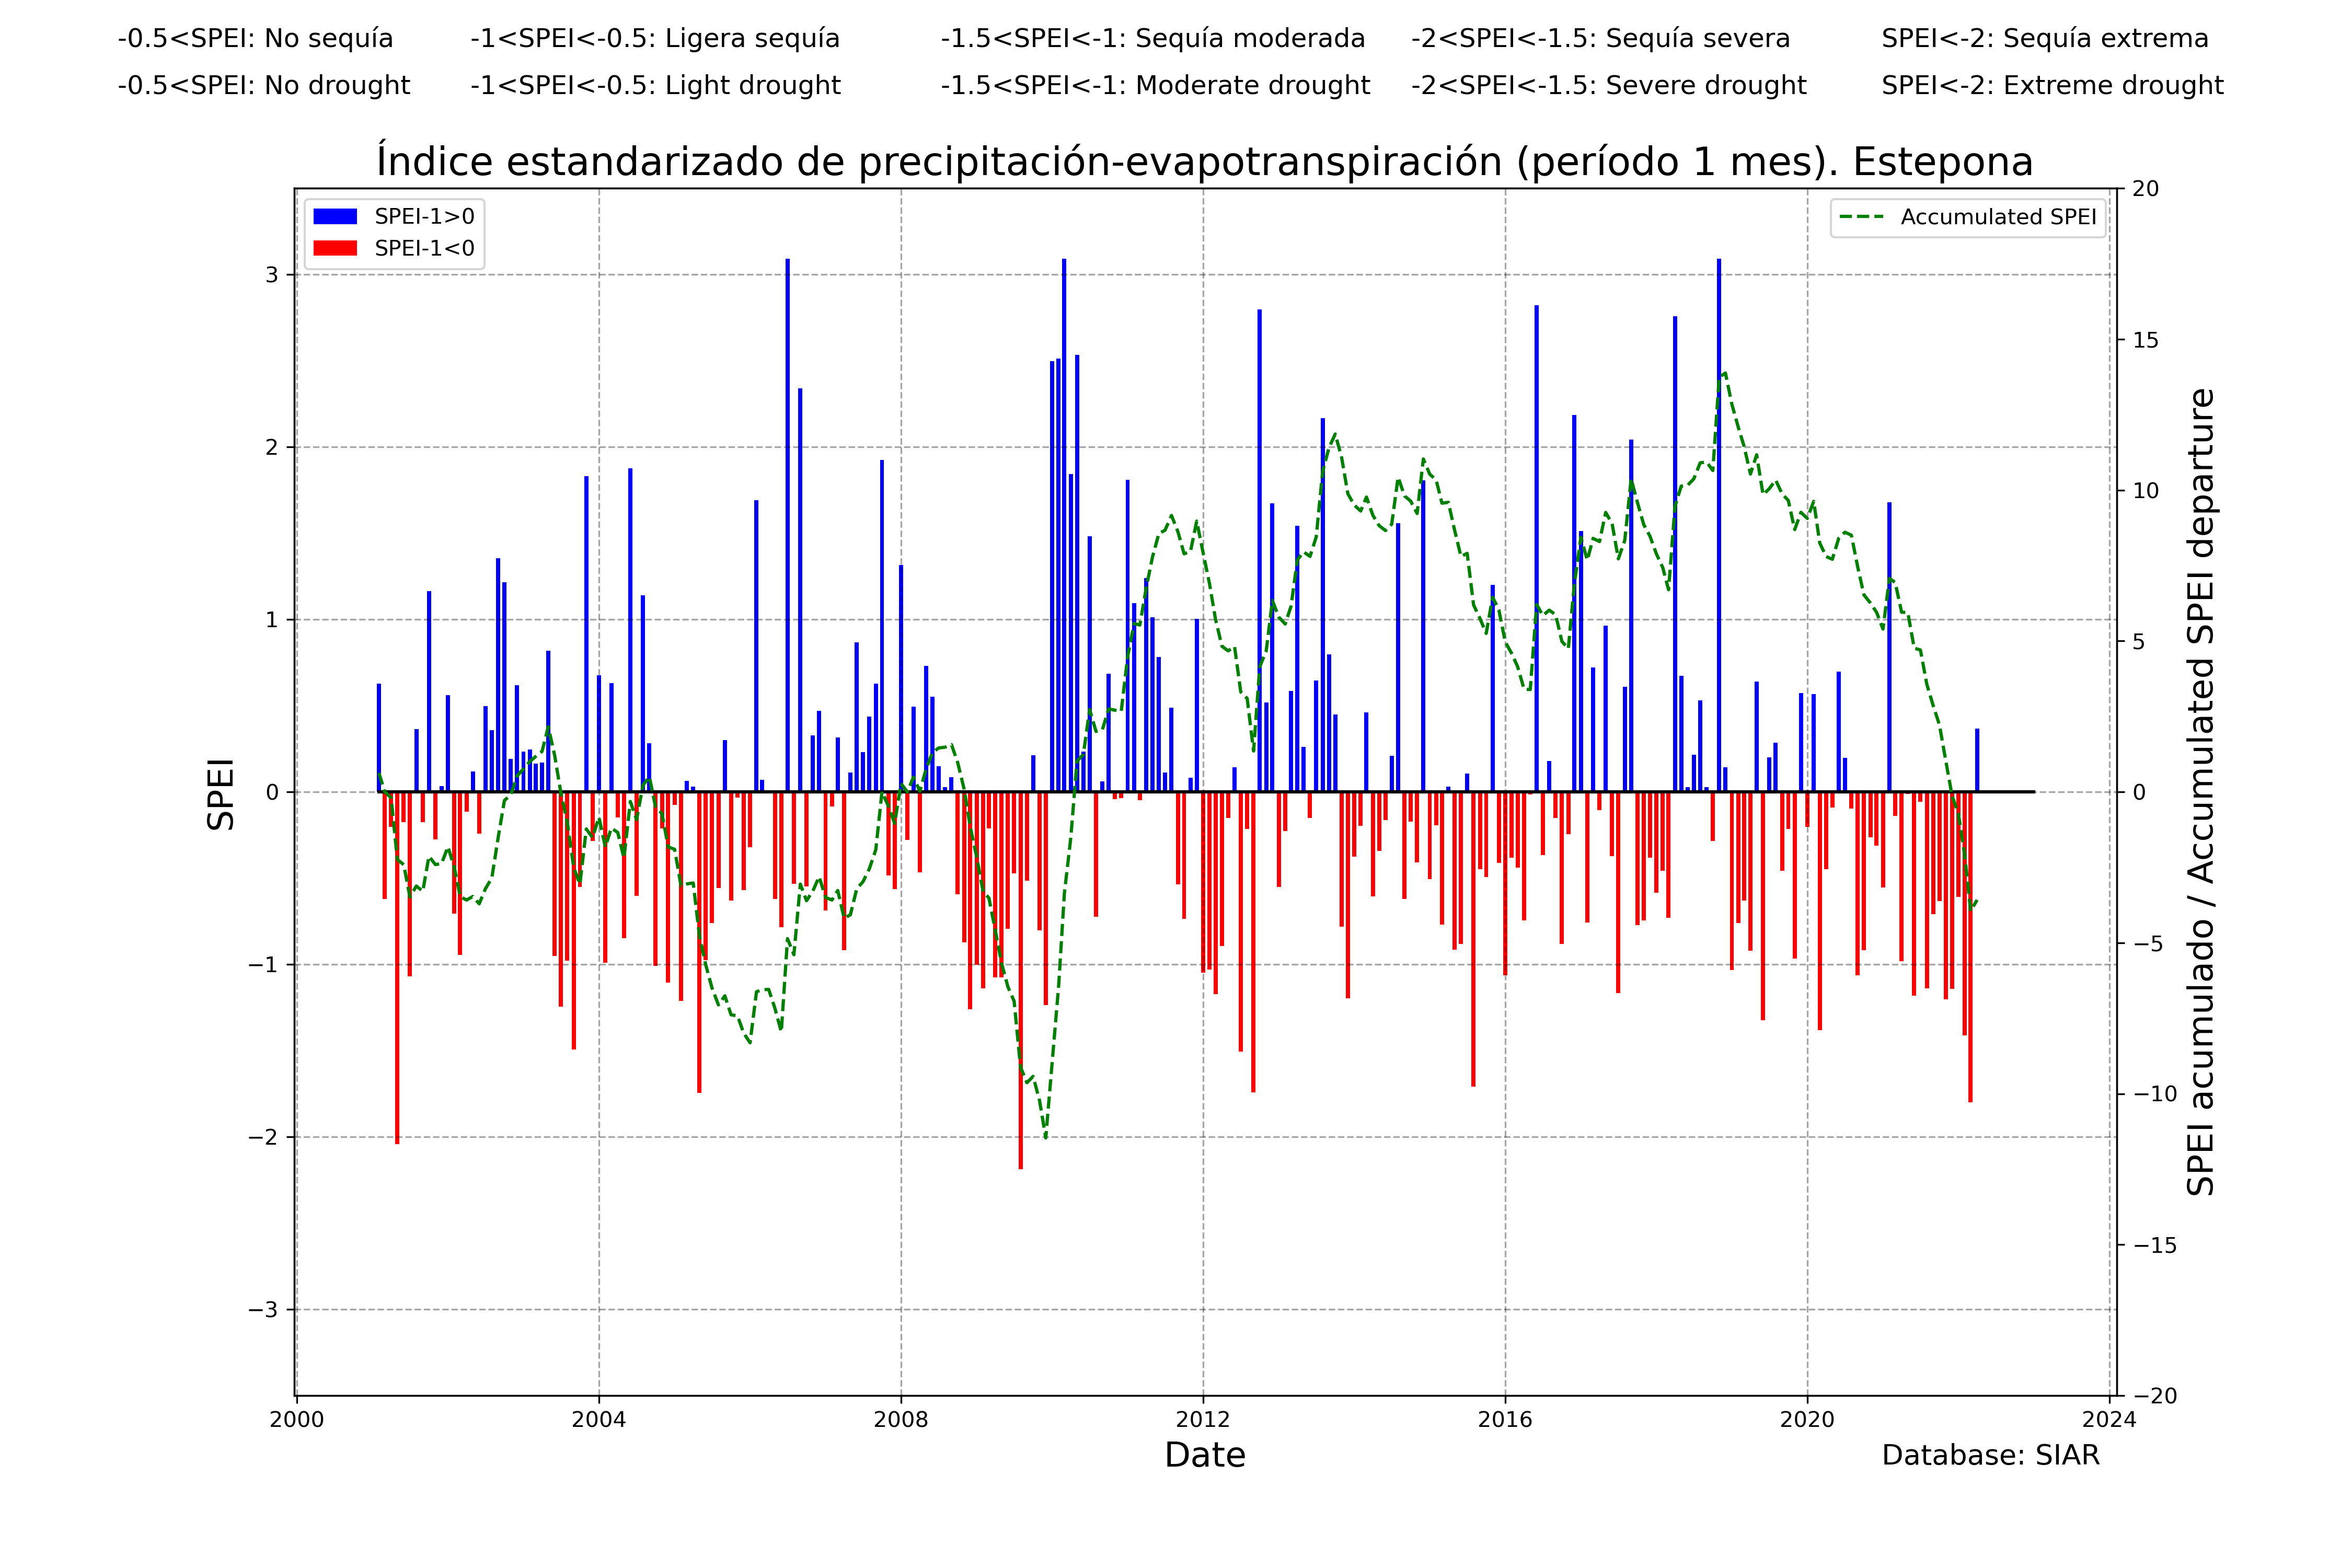 -0.5<SPEI: No sequía -1<SPEI<-0.5: Ligera sequía -1.5<SPEI<-1: Sequía moderada -2<SPEI<-1.5: Sequía severa SPEI<-2: Sequía extrema
-0.5<SPEI: No drought -1<SPEI<-0.5: Light drought -1.5<SPEI<-1: Moderate drought -2<SPEI<-1.5: Severe drought SPEI<-2: Extreme drought
Índice estandarizado de precipitación-evapotranspiración (período 1 mes). Estepona
SPEI-1>0
SPEI-1<0
Accumulated SPEI
SPEI
3
2
1
0
−1
−2
−3
20
15
10
5
0
−5
−10
−15
−20
SPEI acumulado / Accumulated SPEI departure
2000 2004 2008 2012 2016 2020 2024
Date
Database: SIAR